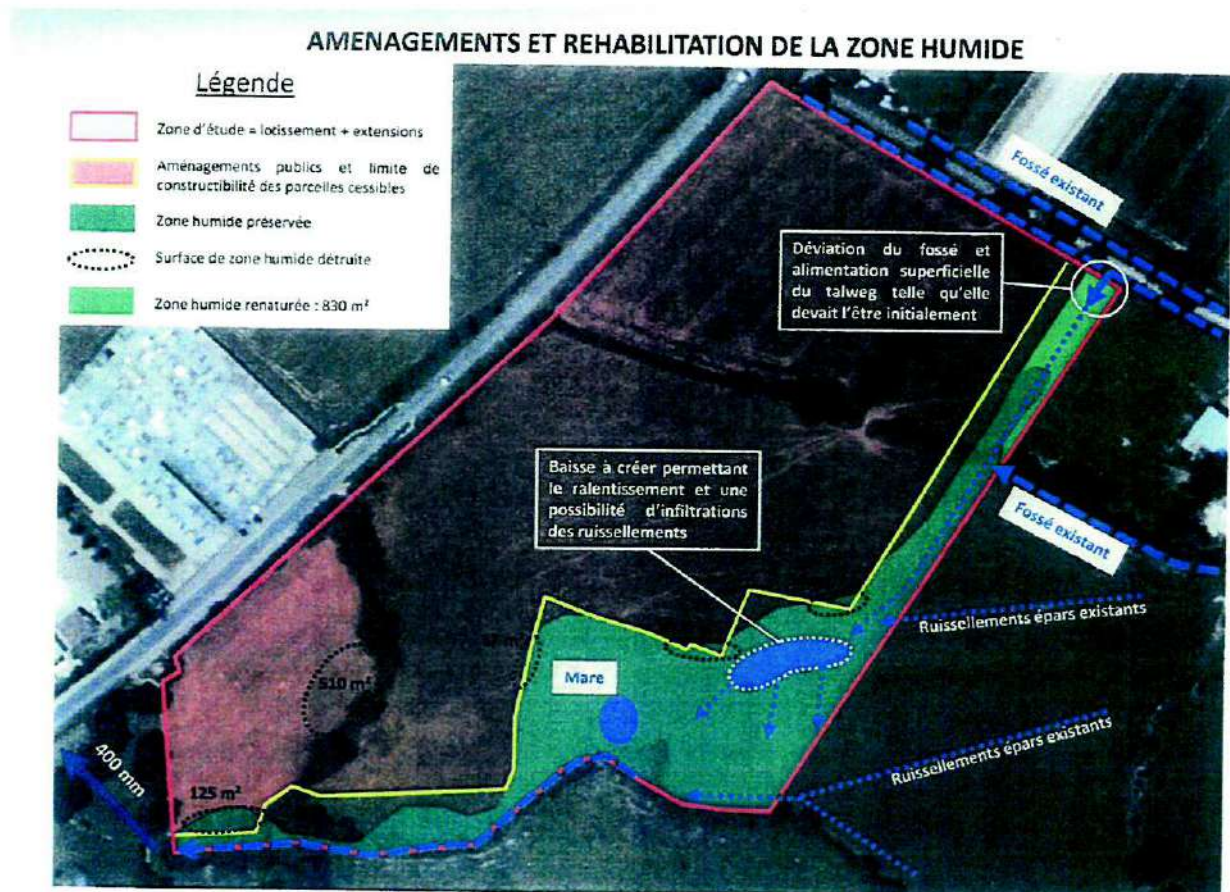 AMENAGEMENTS ET REHABILITATION DE LA ZONE HUMIDE
Légende
Zone d'étude = lotissement + extensions
Aménagements publics et limite de
constructibilité des parcelles cessibles
Zone humide préservée
Surface de zone humide détruite
Zone humide renaturée : 830 m²
Fossé existant
Déviation du fossé et
alimentation superficielle
du talweg telle qu'elle
devait l'être initialement
Baisse à créer permettant
le ralentissement et une
possibilité d'infiltrations
des ruissellements
Fossé existant
Ruissellements épars existants
Mare
510 m²
Ruissellements épars existants
400 mm
125 m²